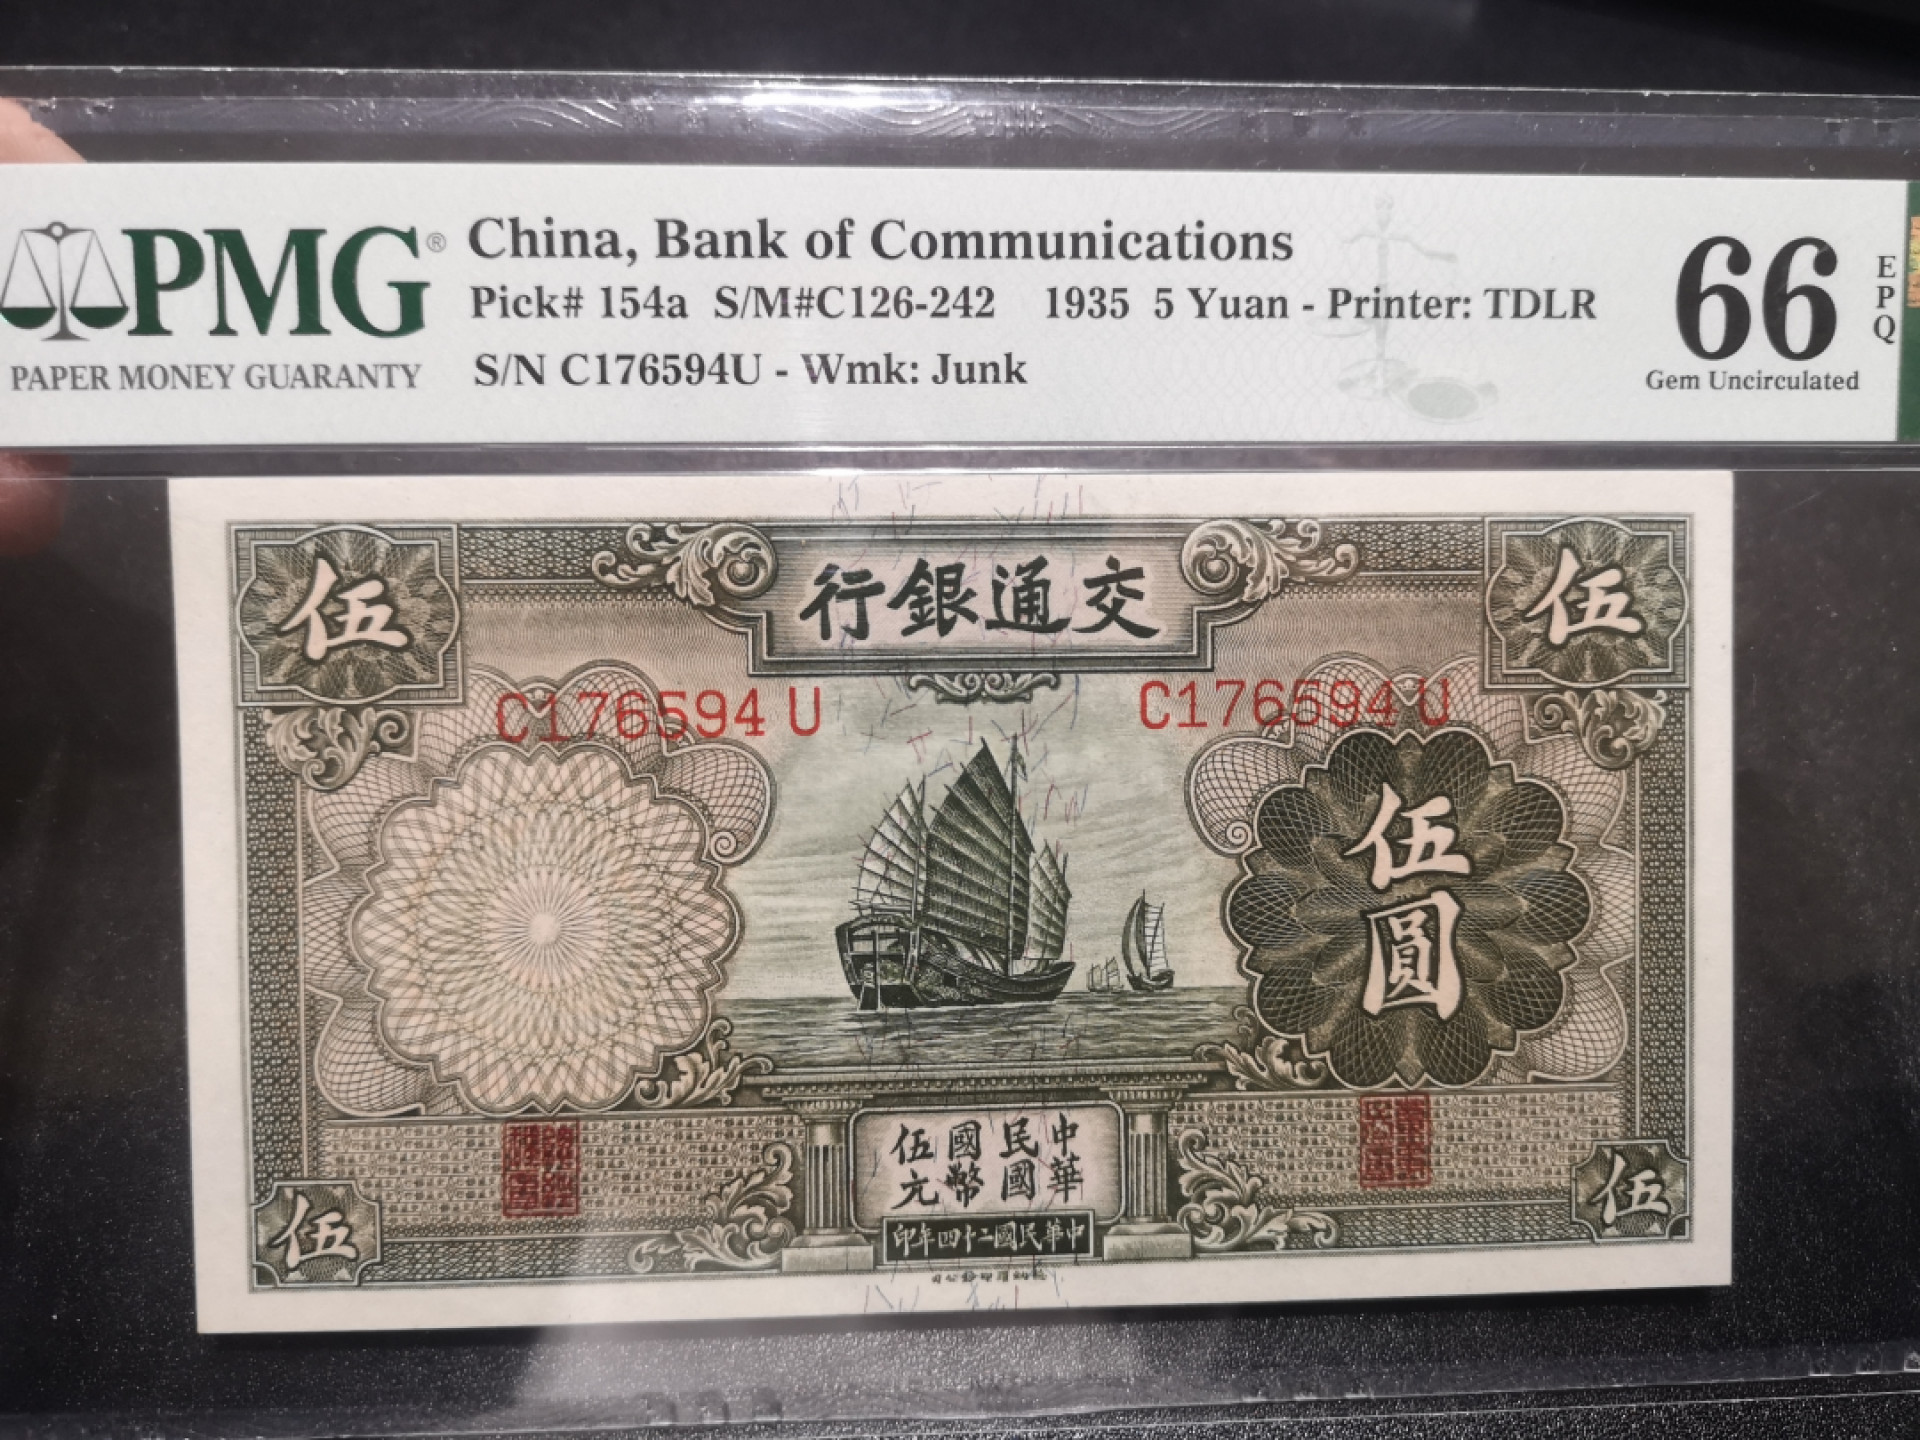 PMG®
PAPER MONEY GUARANTY
China, Bank of Communications
Pick# 154a S/M#C126-242 1935 5 Yuan - Printer: TDLR
S/N C176594U - Wmk: Junk
66
EPQ
Gem Uncirculated
伍
行銀通交
伍
C176594U
C176594U
伍圓
中華民國國幣伍元
印年四十二國民華中
伍
伍